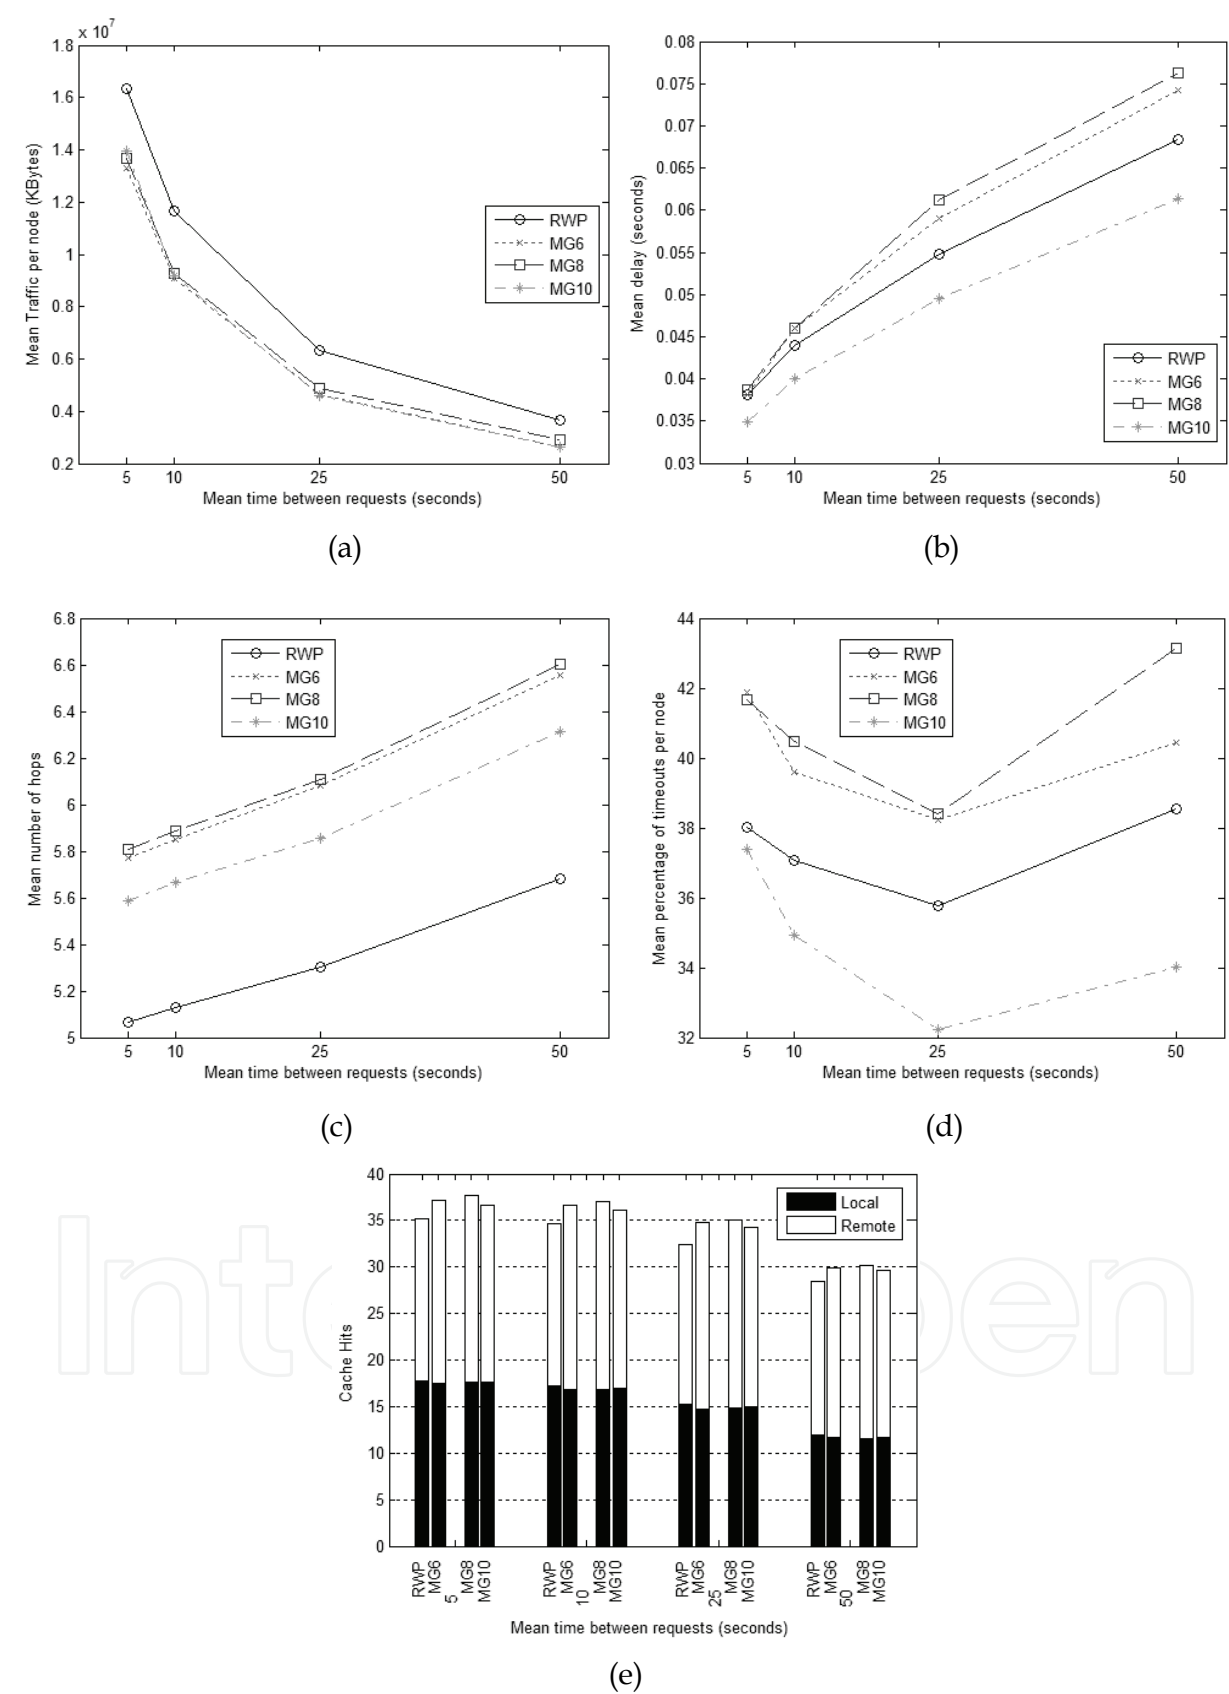 x 10^7
1.8
1.6
1.4
1.2
1
0.8
0.6
0.4
0.2
Mean Traffic per node (KBytes)
RWP
MG6
MG8
MG10
5 10 25 50
Mean time between requests (seconds)
(a)
0.08
0.075
0.07
0.065
0.06
0.055
0.05
0.045
0.04
0.035
0.03
Mean delay (seconds)
RWP
MG6
MG8
MG10
5 10 25 50
Mean time between requests (seconds)
(b)
6.8
6.6
6.4
6.2
6
5.8
5.6
5.4
5.2
5
Mean number of hops
RWP
MG6
MG8
MG10
5 10 25 50
Mean time between requests (seconds)
(c)
44
42
40
38
36
34
32
Mean percentage of timeouts per node
RWP
MG6
MG8
MG10
5 10 25 50
Mean time between requests (seconds)
(d)
40
35
30
25
20
15
10
5
0
Cache Hits
Local
Remote
RWP MG6 5 MG8 MG10 RWP MG6 10 MG8 MG10 RWP MG6 25 MG8 MG10 RWP MG6 50 MG8 MG10
Mean time between requests (seconds)
(e)